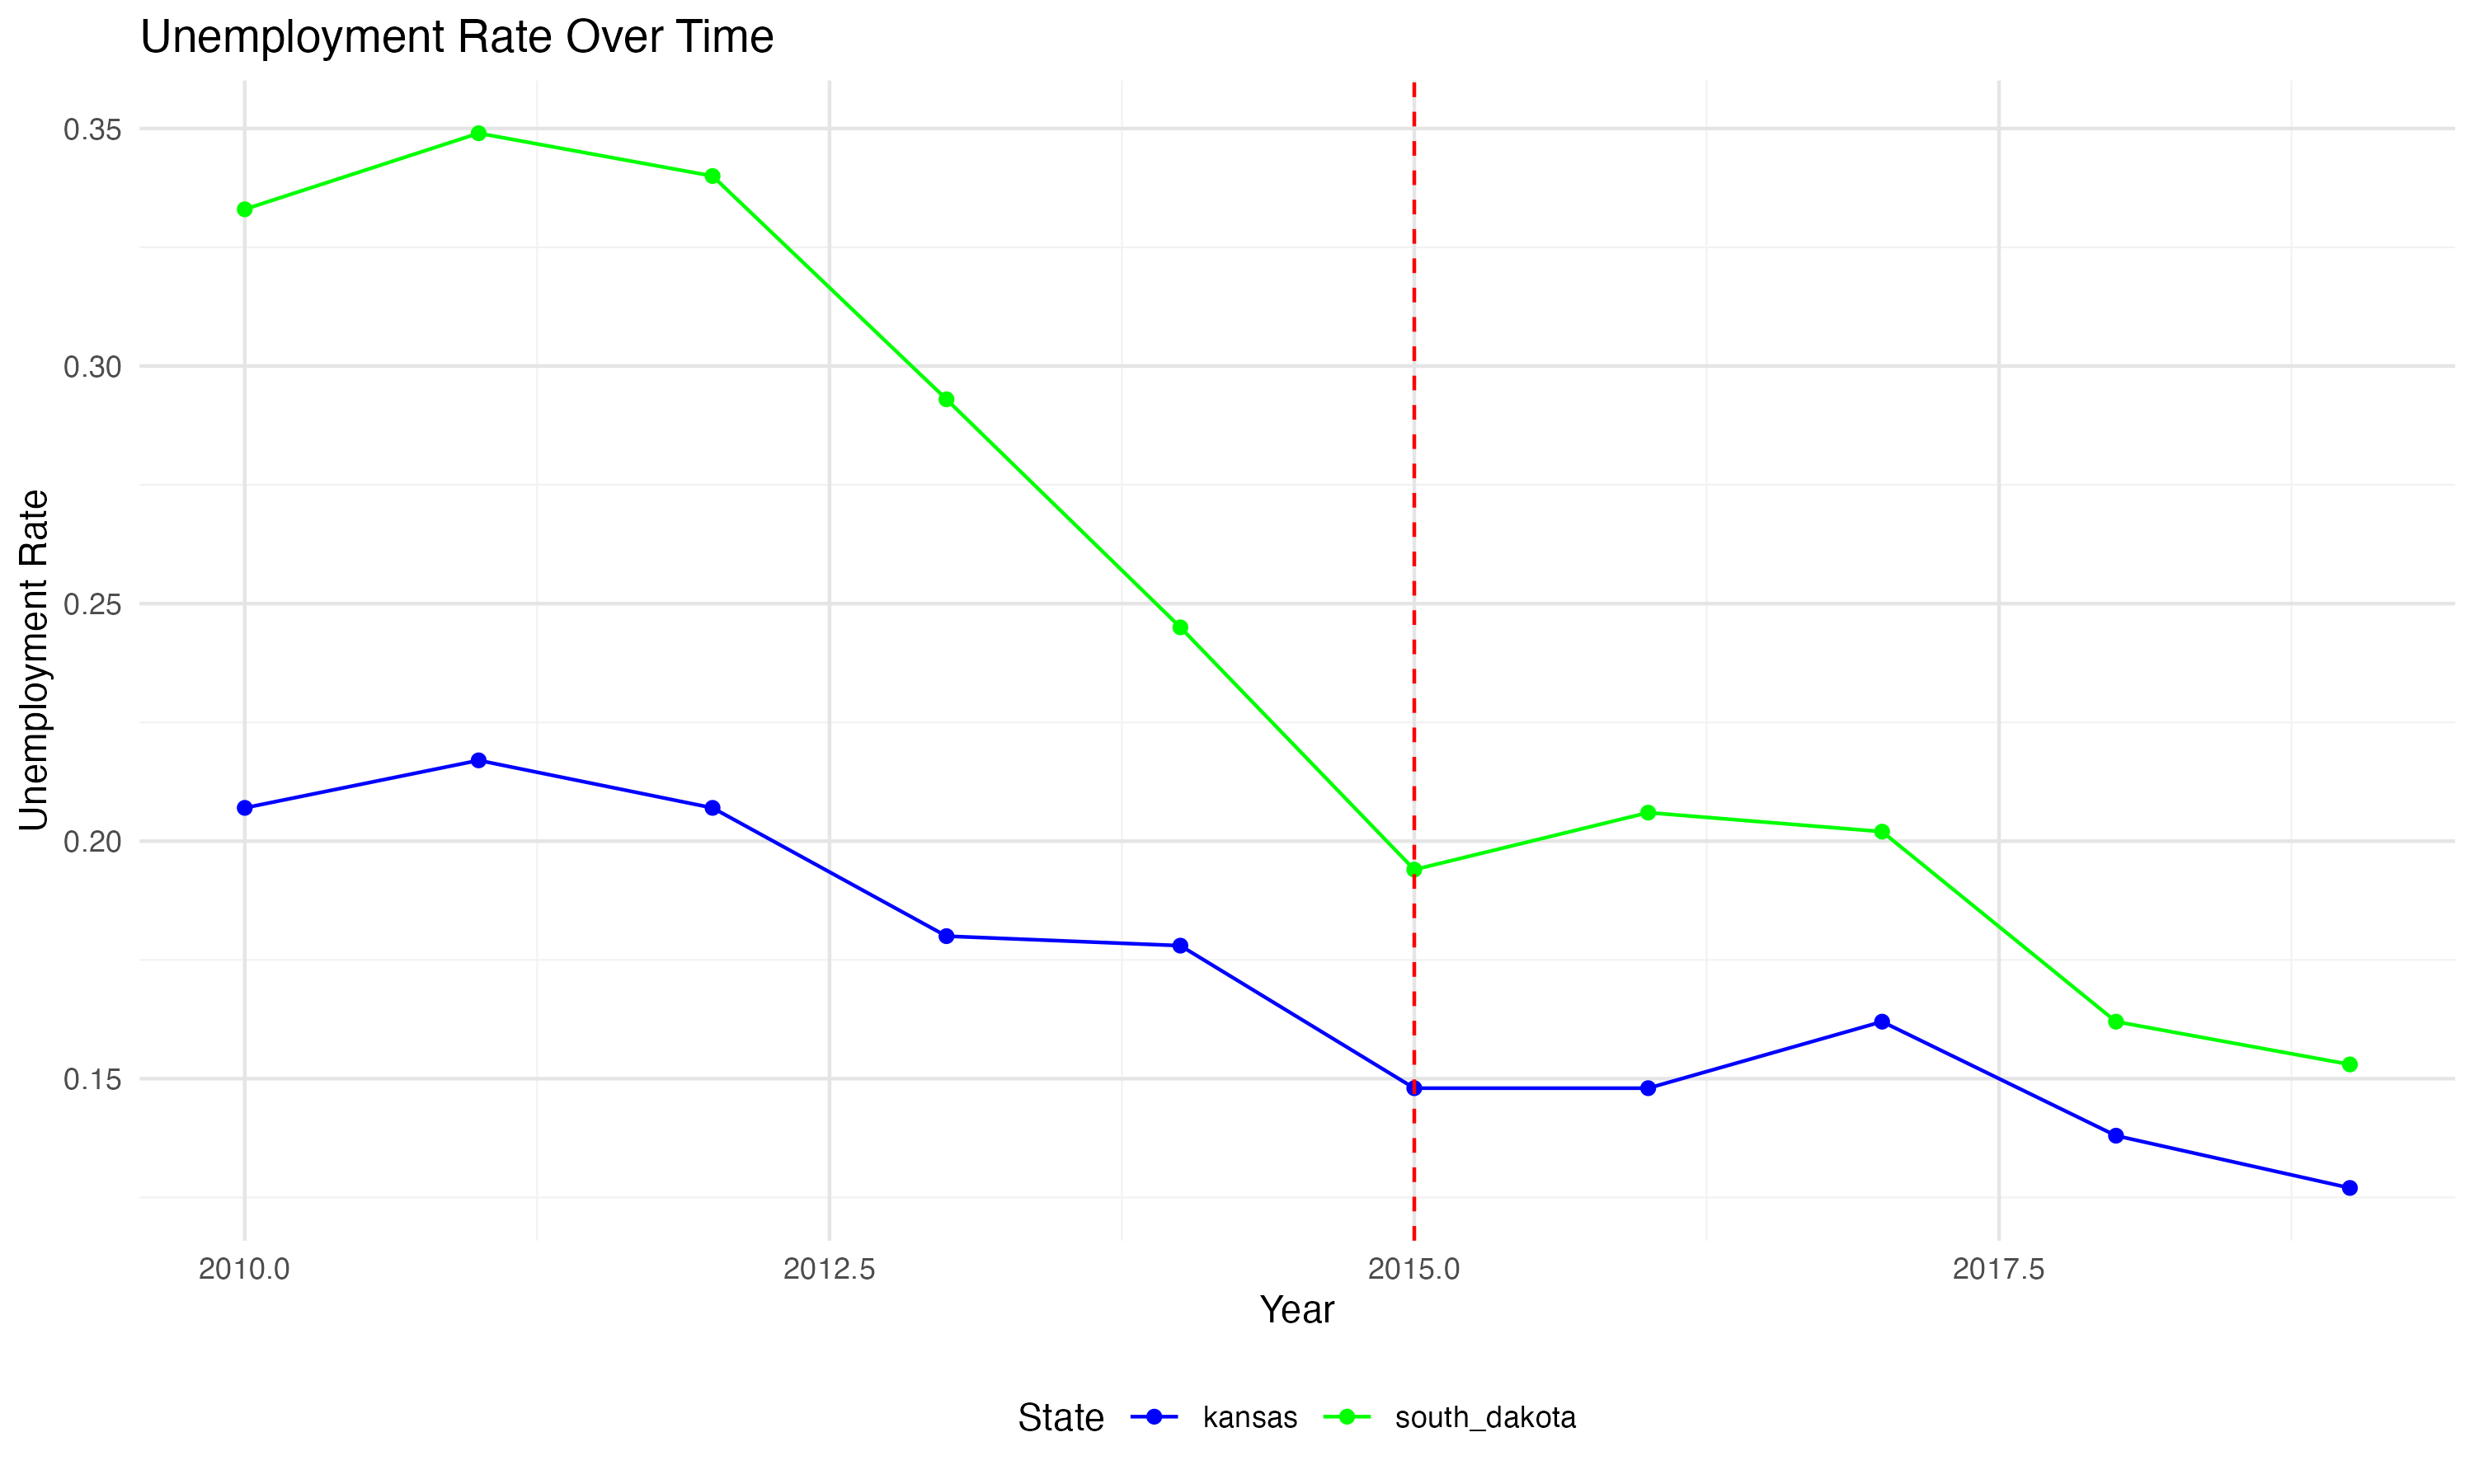 Unemployment Rate Over Time
Unemployment Rate
0.35
0.30
0.25
0.20
0.15
2010.0 2012.5 2015.0 2017.5
Year
State kansas south_dakota